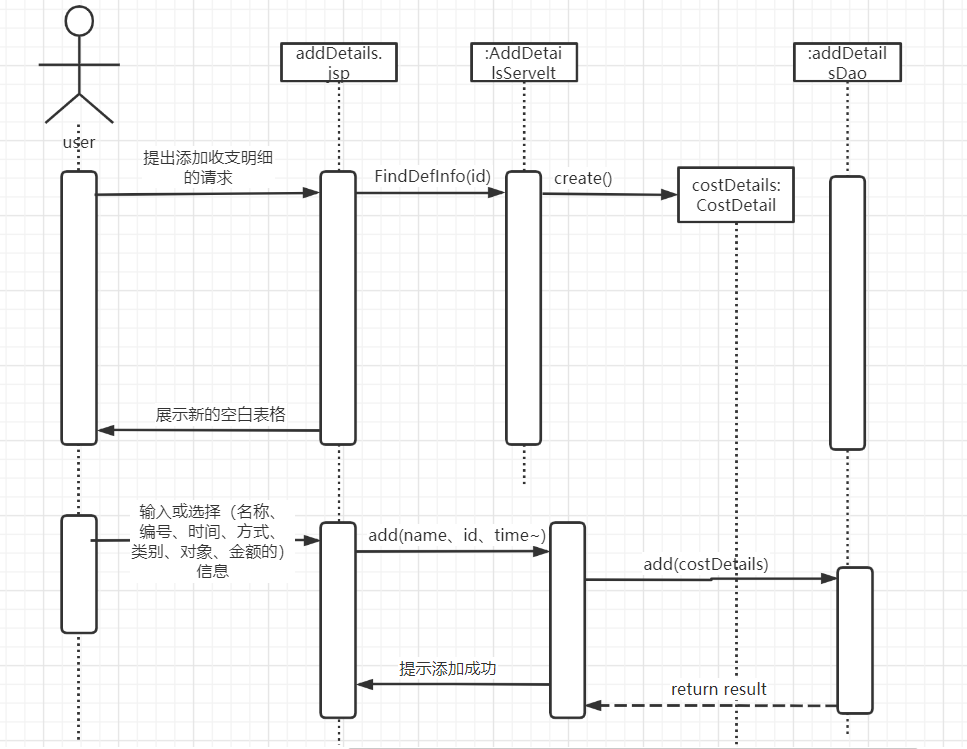 addDetails.
jsp
:AddDetai
lsServelt
:addDetail
sDao
user
提出添加收支明细
的请求
FindDefInfo(id)
create()
costDetails:
CostDetail
展示新的空白表格
输入或选择（名称、
编号、时间、方式、
类别、对象、金额的）
信息
add(name、id、time~)
add(costDetails)
提示添加成功
return result